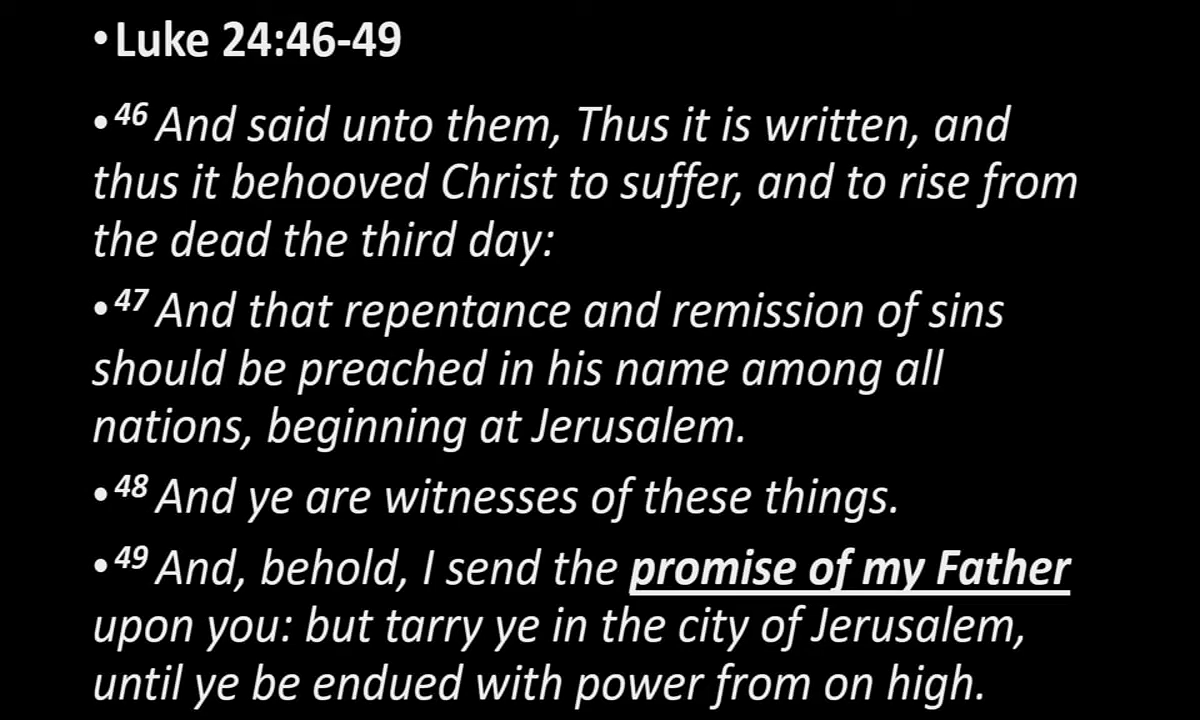 •Luke 24:46-49
•46 And said unto them, Thus it is written, and
thus it behooved Christ to suffer, and to rise from
the dead the third day:
•47 And that repentance and remission of sins
should be preached in his name among all
nations, beginning at Jerusalem.
•48 And ye are witnesses of these things.
•49 And, behold, I send the promise of my Father
upon you: but tarry ye in the city of Jerusalem,
until ye be endued with power from on high.